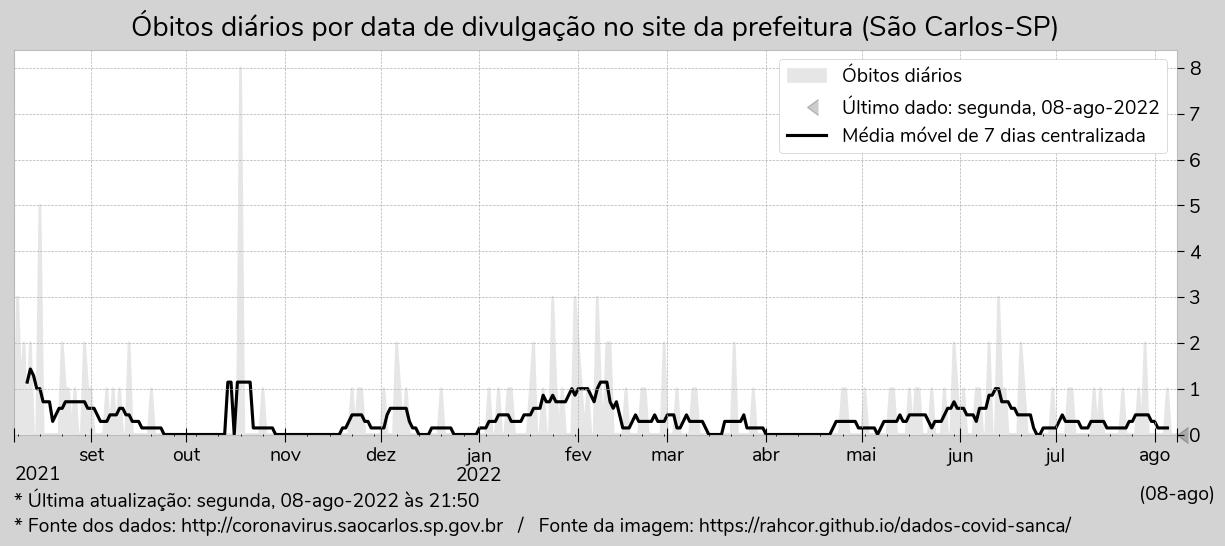 Óbitos diários por data de divulgação no site da prefeitura (São Carlos-SP)
Óbitos diários
Último dado: segunda, 08-ago-2022
Média móvel de 7 dias centralizada
8
7
6
5
4
3
2
1
0
set out nov dez jan fev mar abr mai jun jul ago
2021 2022
(08-ago)
* Última atualização: segunda, 08-ago-2022 às 21:50
* Fonte dos dados: http://coronavirus.saocarlos.sp.gov.br / Fonte da imagem: https://rahcor.github.io/dados-covid-sanca/